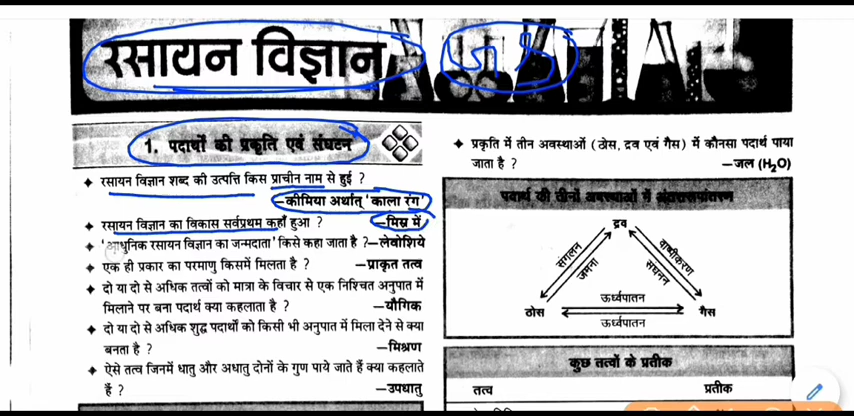 रसायन विज्ञान
1. पदार्थो की प्रकृति एवं संघटन
✦ रसायन विज्ञान शब्द की उत्पत्ति किस प्राचीन नाम से हुई ?
–कीमिया अर्थात् 'काला रंग'
✦ रसायन विज्ञान का विकास सर्वप्रथम कहाँ हुआ ? –मिस्र में
✦ 'आधुनिक रसायन विज्ञान का जन्मदाता' किसे कहा जाता है ?–लेवोशिये
✦ एक ही प्रकार का परमाणु किसमें मिलता है ? –प्राकृत तत्व
✦ दो या दो से अधिक तत्वों को मात्रा के विचार से एक निश्चित अनुपात में
मिलाने पर बना पदार्थ क्या कहलाता है ? –यौगिक
✦ दो या दो से अधिक शुद्ध पदार्थों को किसी भी अनुपात में मिला देने से क्या
बनता है ? –मिश्रण
✦ ऐसे तत्व जिनमें धातु और अधातु दोनों के गुण पाये जाते हैं क्या कहलाते
हैं ? –उपधातु
✦ प्रकृति में तीन अवस्थाओं (ठोस, द्रव एवं गैस) में कौनसा पदार्थ पाया
जाता है ? –जल (H₂O)
पदार्थ की तीनों अवस्थाओं में अंतरारूपांतरण
द्रव
संगलन
जमना
वाष्पीकरण
संघनन
ऊर्ध्वपातन
ठोस
गैस
ऊर्ध्वपातन
कुछ तत्वों के प्रतीक
तत्व प्रतीक